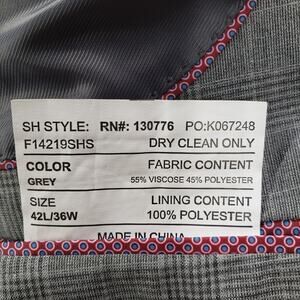 SH STYLE: RN#: 130776 PO:K067248
F14219SHS DRY CLEAN ONLY
COLOR FABRIC CONTENT
GREY 55% VISCOSE 45% POLYESTER
SIZE LINING CONTENT
42L/36W 100% POLYESTER
MADE IN CHINA